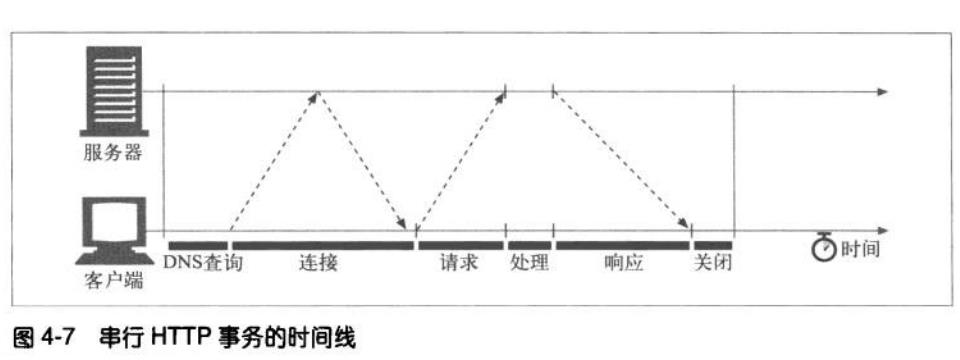 服务器
客户端
DNS查询 连接 请求 处理 响应 关闭
时间
图 4-7 串行 HTTP 事务的时间线